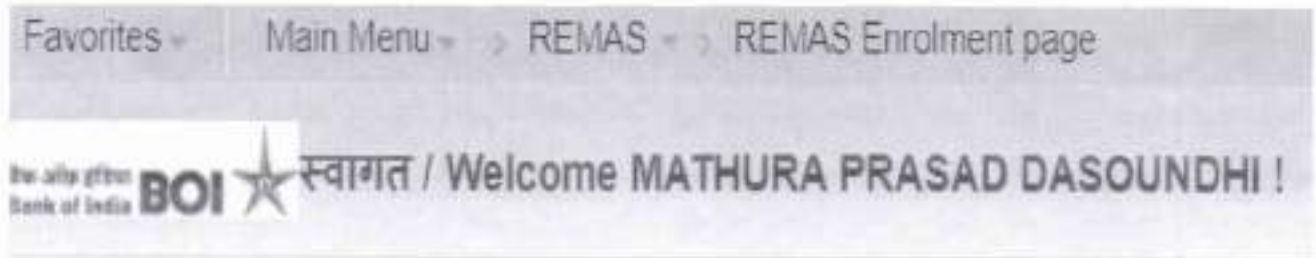 Favorites Main Menu > REMAS > REMAS Enrolment page
BOI स्वागत / Welcome MATHURA PRASAD DASOUNDHI !
Bank of India